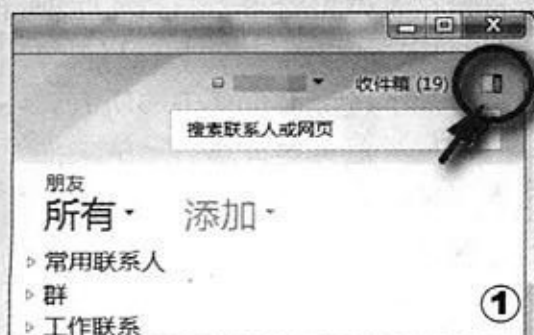 收件箱 (19)
搜索联系人或网页
朋友
所有
添加
常用联系人
群
工作联系
①